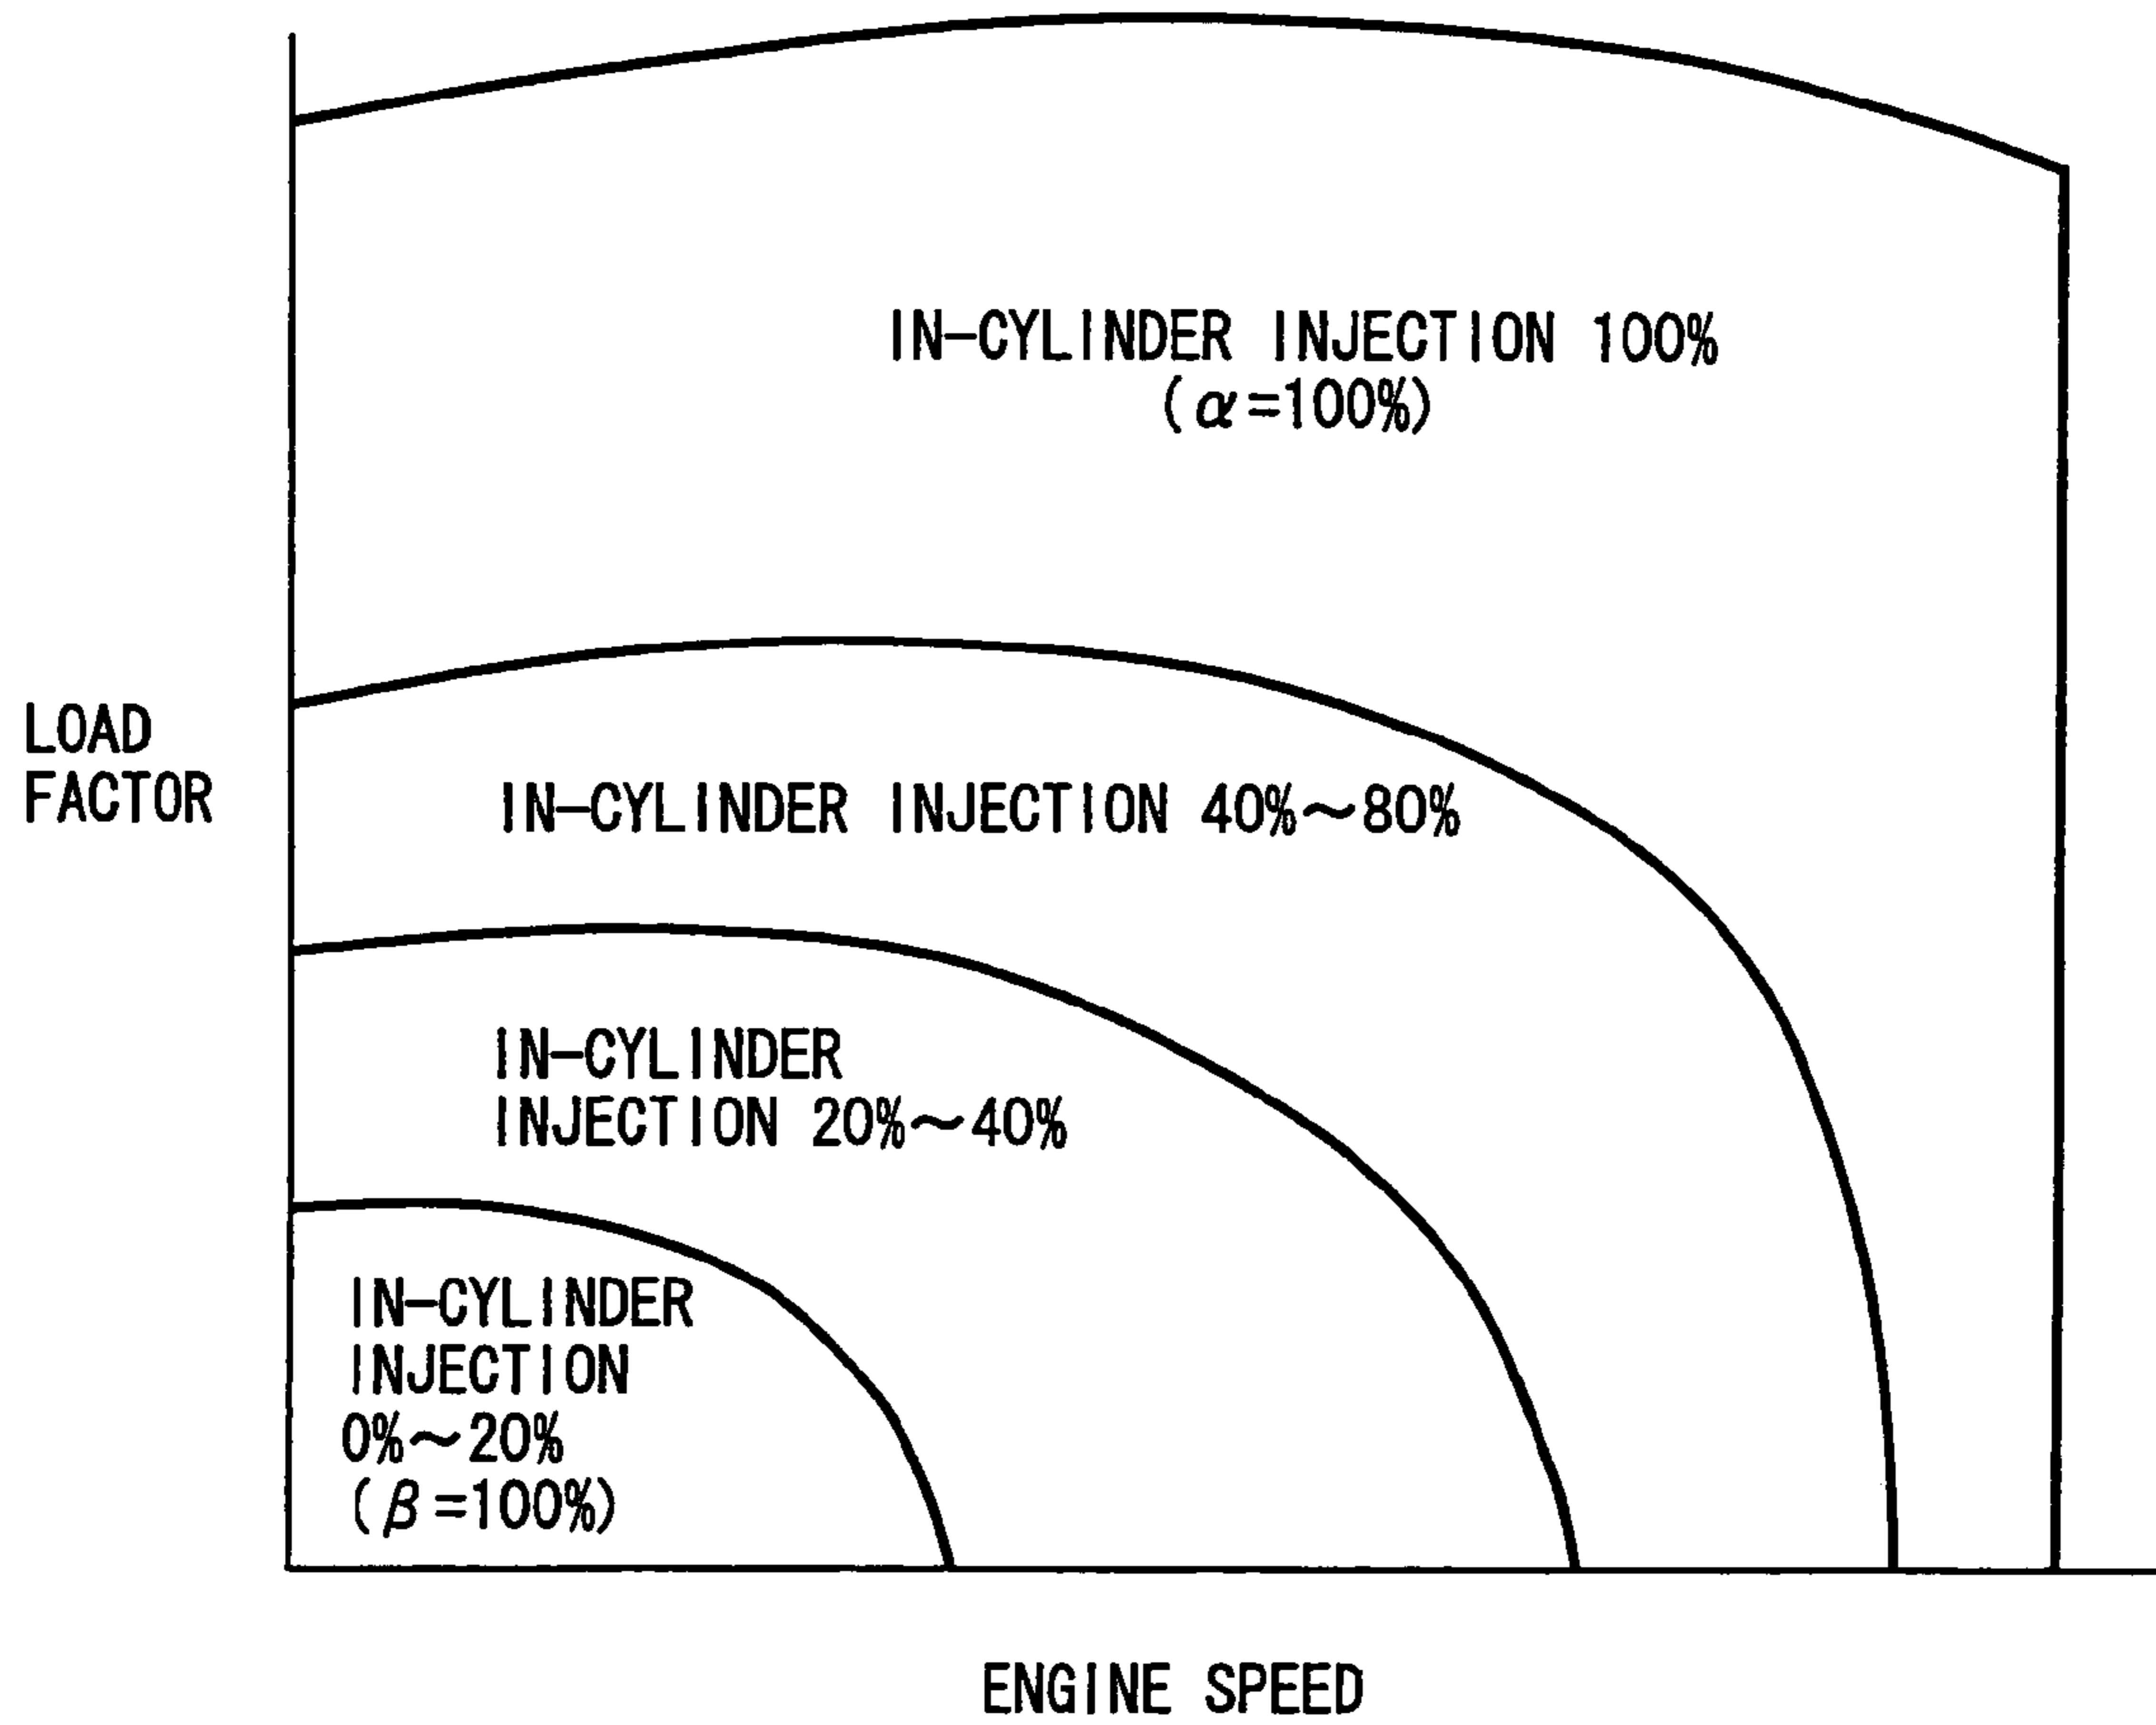 IN-CYLINDER INJECTION 100%
(α=100%)
LOAD
FACTOR
IN-CYLINDER INJECTION 40%~80%
IN-CYLINDER
INJECTION 20%~40%
IN-CYLINDER
INJECTION
0%~20%
(β=100%)
ENGINE SPEED